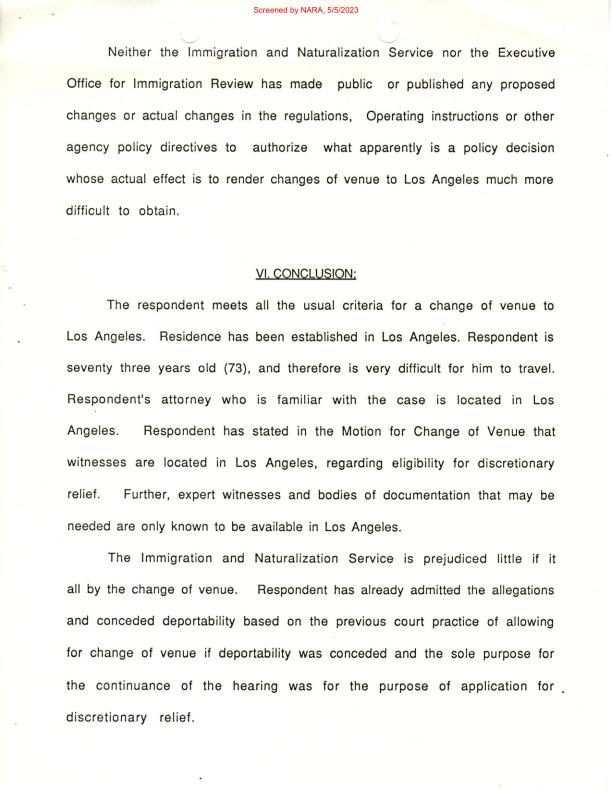 Screened by NARA, 5/5/2023
Neither the Immigration and Naturalization Service nor the Executive
Office for Immigration Review has made public or published any proposed
changes or actual changes in the regulations, Operating instructions or other
agency policy directives to authorize what apparently is a policy decision
whose actual effect is to render changes of venue to Los Angeles much more
difficult to obtain.
VI. CONCLUSION:
The respondent meets all the usual criteria for a change of venue to
Los Angeles. Residence has been established in Los Angeles. Respondent is
seventy three years old (73), and therefore is very difficult for him to travel.
Respondent's attorney who is familiar with the case is located in Los
Angeles. Respondent has stated in the Motion for Change of Venue that
witnesses are located in Los Angeles, regarding eligibility for discretionary
relief. Further, expert witnesses and bodies of documentation that may be
needed are only known to be available in Los Angeles.
The Immigration and Naturalization Service is prejudiced little if it
all by the change of venue. Respondent has already admitted the allegations
and conceded deportability based on the previous court practice of allowing
for change of venue if deportability was conceded and the sole purpose for
the continuance of the hearing was for the purpose of application for
discretionary relief.